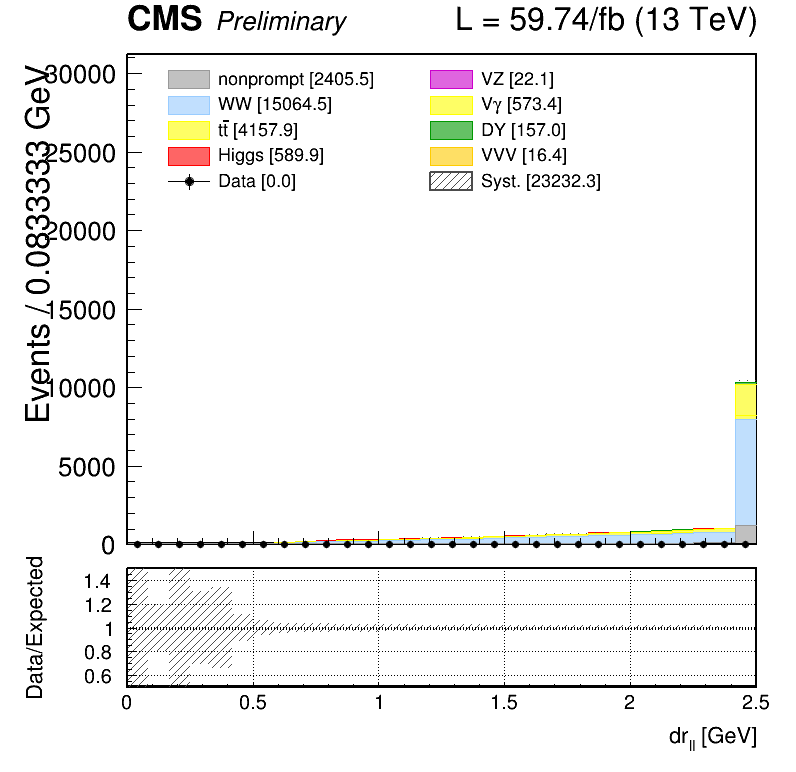 CMS Preliminary L = 59.74/fb (13 TeV)
Events / 0.0833333 GeV
30000
25000
20000
15000
10000
5000
0
nonprompt [2405.5]
WW [15064.5]
tt̄ [4157.9]
Higgs [589.9]
Data [0.0]
VZ [22.1]
Vγ [573.4]
DY [157.0]
VVV [16.4]
Syst. [23232.3]
Data/Expected
1.4
1.2
1
0.8
0.6
0 0.5 1 1.5 2 2.5
dr_ll [GeV]